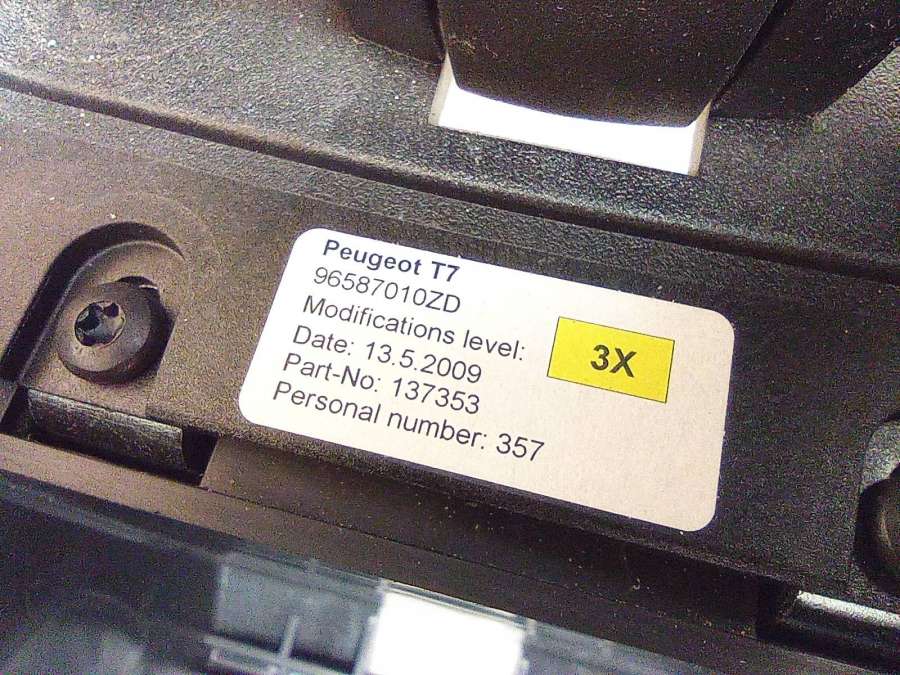 Peugeot T7
96587010ZD
Modifications level: 3X
Date: 13.5.2009
Part-No: 137353
Personal number: 357